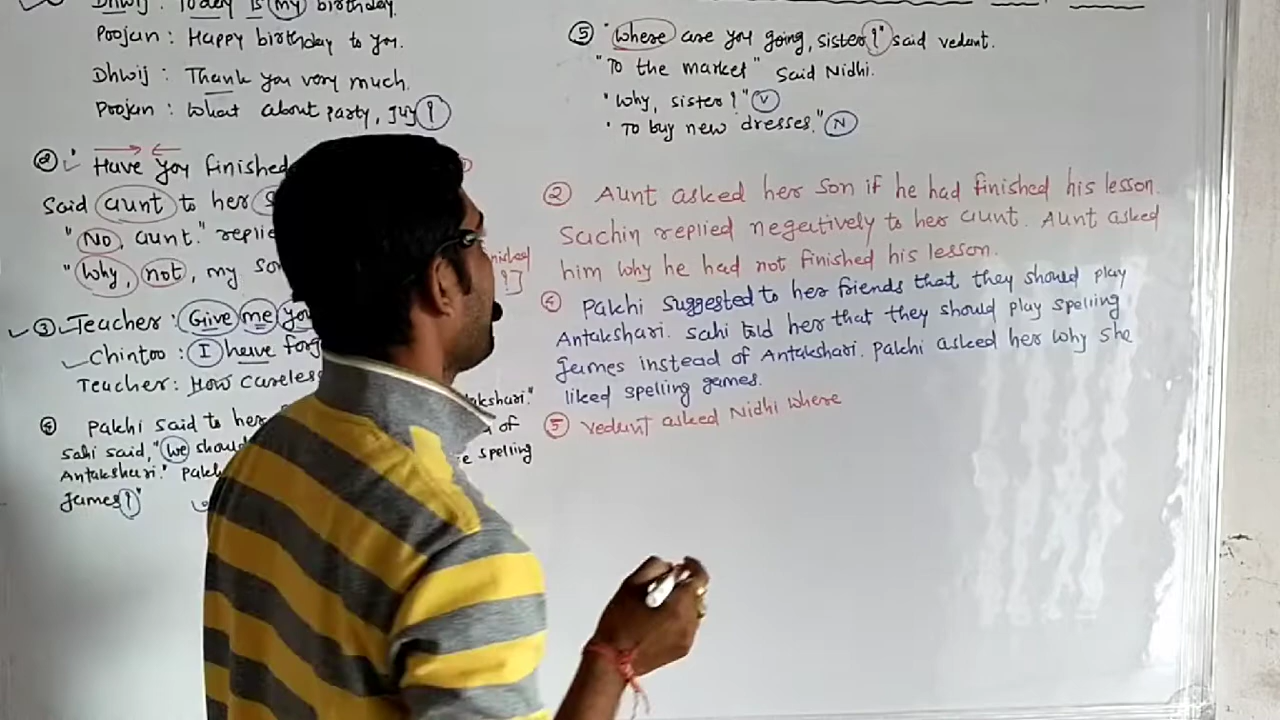 Dhwij: Today is my birthday.
Poojan: Happy birthday to you.
Dhwij: Thank you very much.
Poojan: What about party, guy?
② "Have you finished
Said aunt to her
"No, aunt."
"Why, not, my
③ Teacher: Give me
Chintoo: I have
Teacher: How careless
④ Pakhi said to her
Sahi said, "we should of
Antakshari." spelling
games?"
⑤ "where are you going, sister?" said vedant.
"To the market" Said Nidhi.
"Why, sister?" V
"To buy new dresses." N
② Aunt asked her son if he had finished his lesson.
Sachin replied negatively to her aunt. Aunt asked
him why he had not finished his lesson.
④ Pakhi suggested to her friends that they should play
Antakshari. Sahi told her that they should play spelling
games instead of Antakshari. Pakhi asked her why she
liked spelling games.
⑤ vedant asked Nidhi where